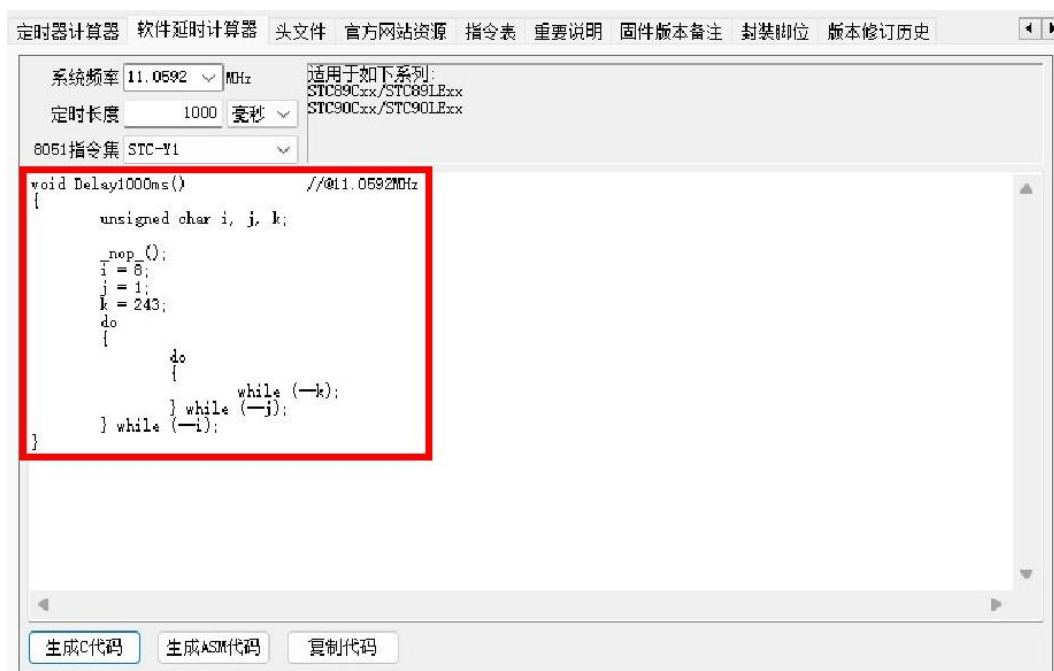 定时器计算器 软件延时计算器 头文件 官方网站资源 指令表 重要说明 固件版本备注 封装脚位 版本修订历史
系统频率 11.0592 MHz
定时长度 1000 毫秒
8051指令集 STC-Y1
适用于如下系列:
STC89Cxx/STC89LExx
STC90Cxx/STC90LExx
void Delay1000ms()		//@11.0592MHz
{
	unsigned char i, j, k;

	_nop_();
	i = 8;
	j = 1;
	k = 243;
	do
	{
		do
		{
			while (--k);
		} while (--j);
	} while (--i);
}
生成C代码 生成ASM代码 复制代码